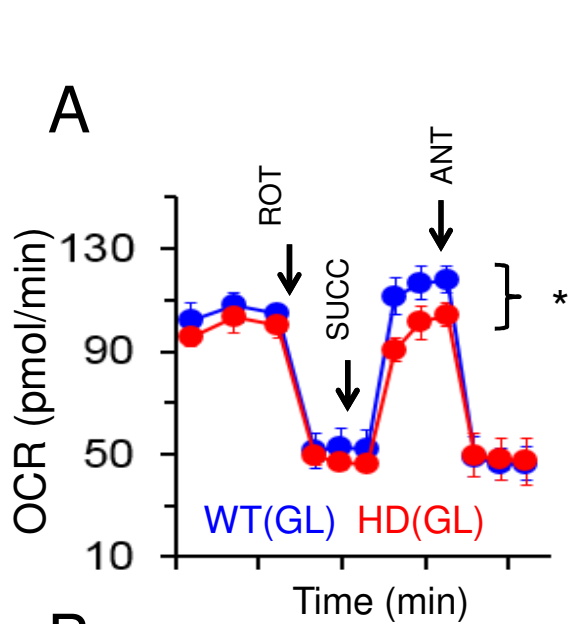 A
ANT
ROT
SUCC
130
90
50
10
OCR (pmol/min)
*
WT(GL) HD(GL)
Time (min)